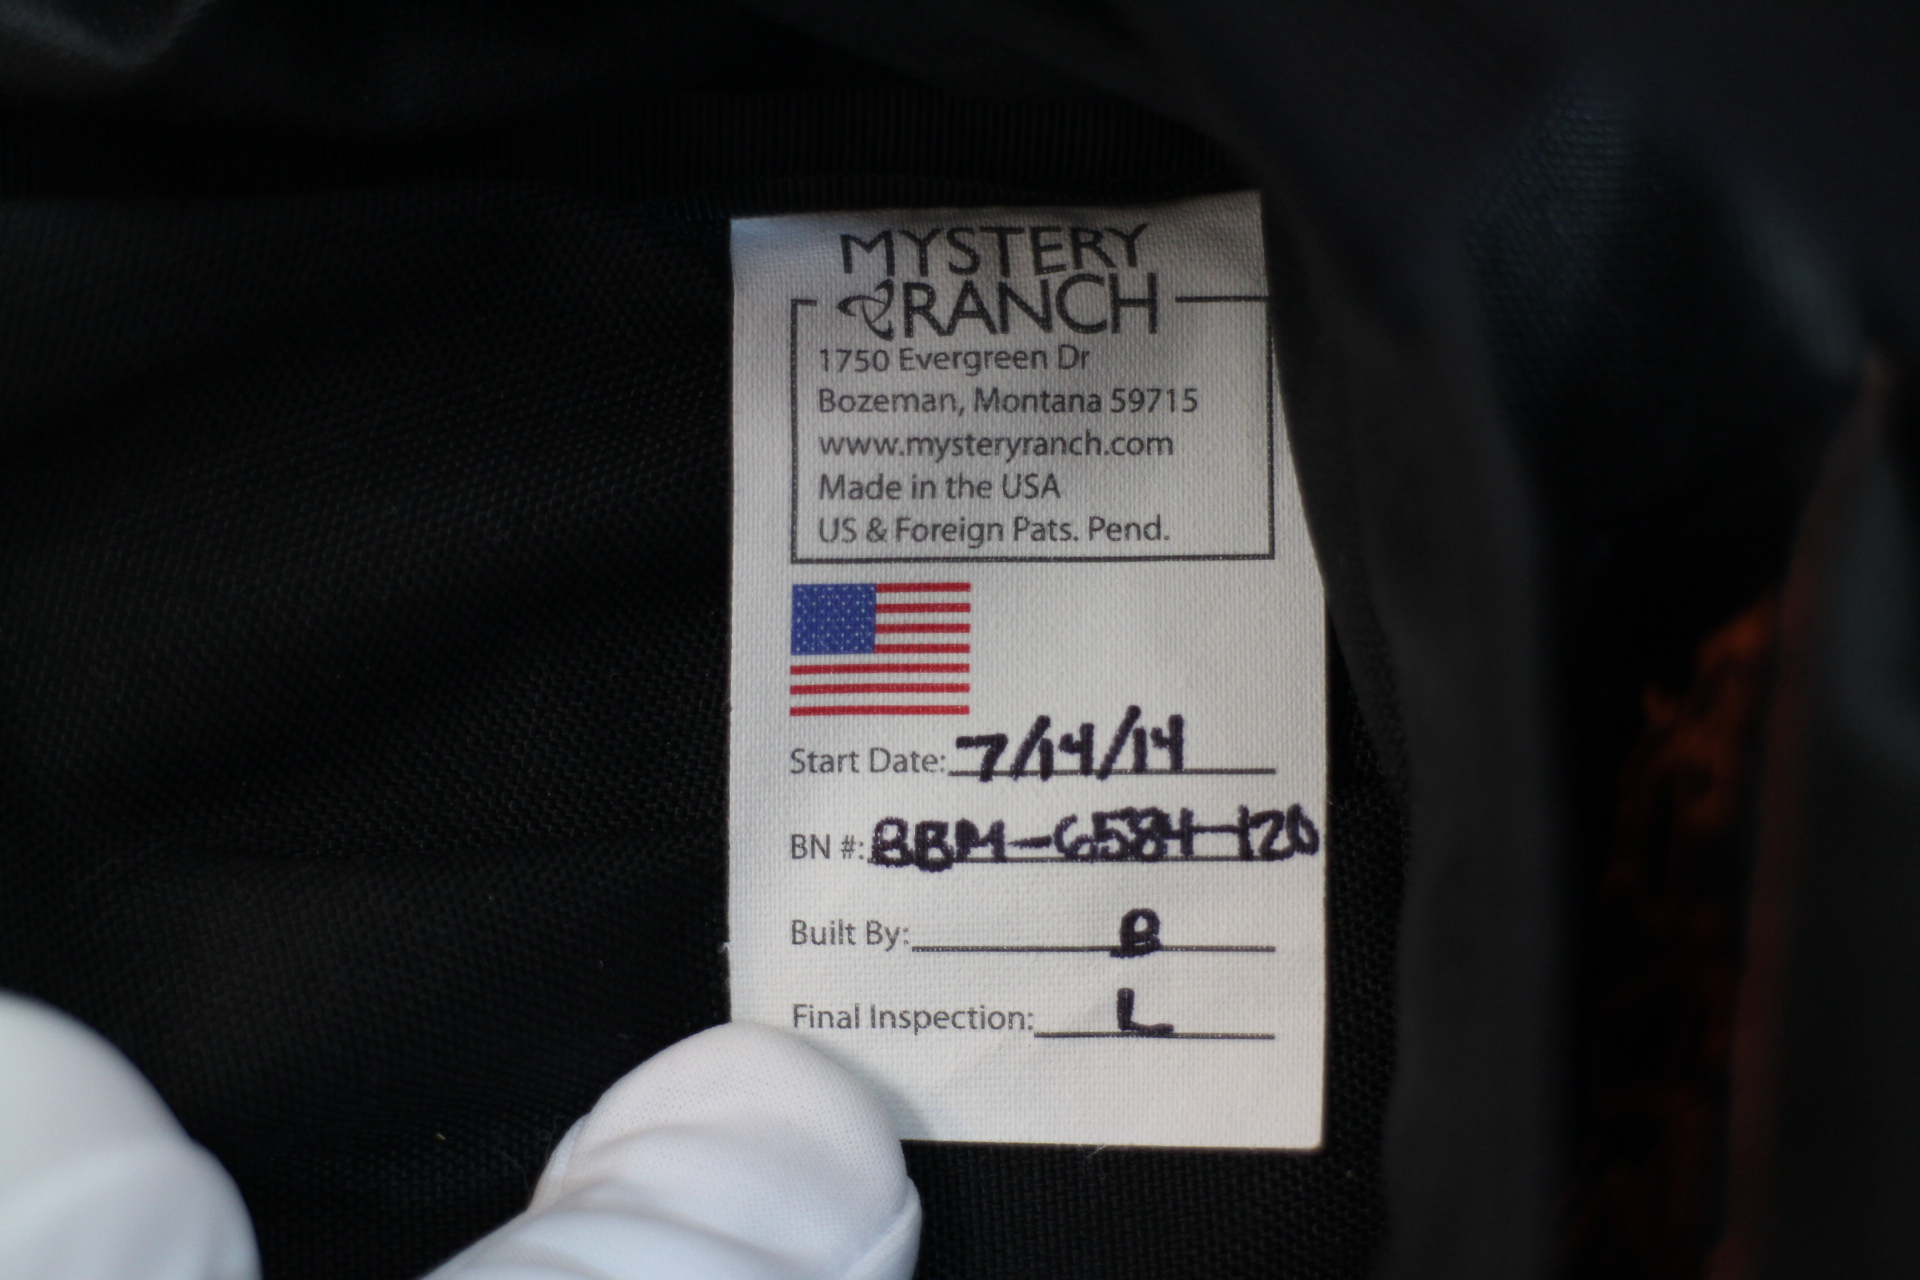 MYSTERY
RANCH
1750 Evergreen Dr
Bozeman, Montana 59715
www.mysteryranch.com
Made in the USA
US & Foreign Pats. Pend.
Start Date: 7/14/14
BN #: BBM-6584-120
Built By: B
Final Inspection: L